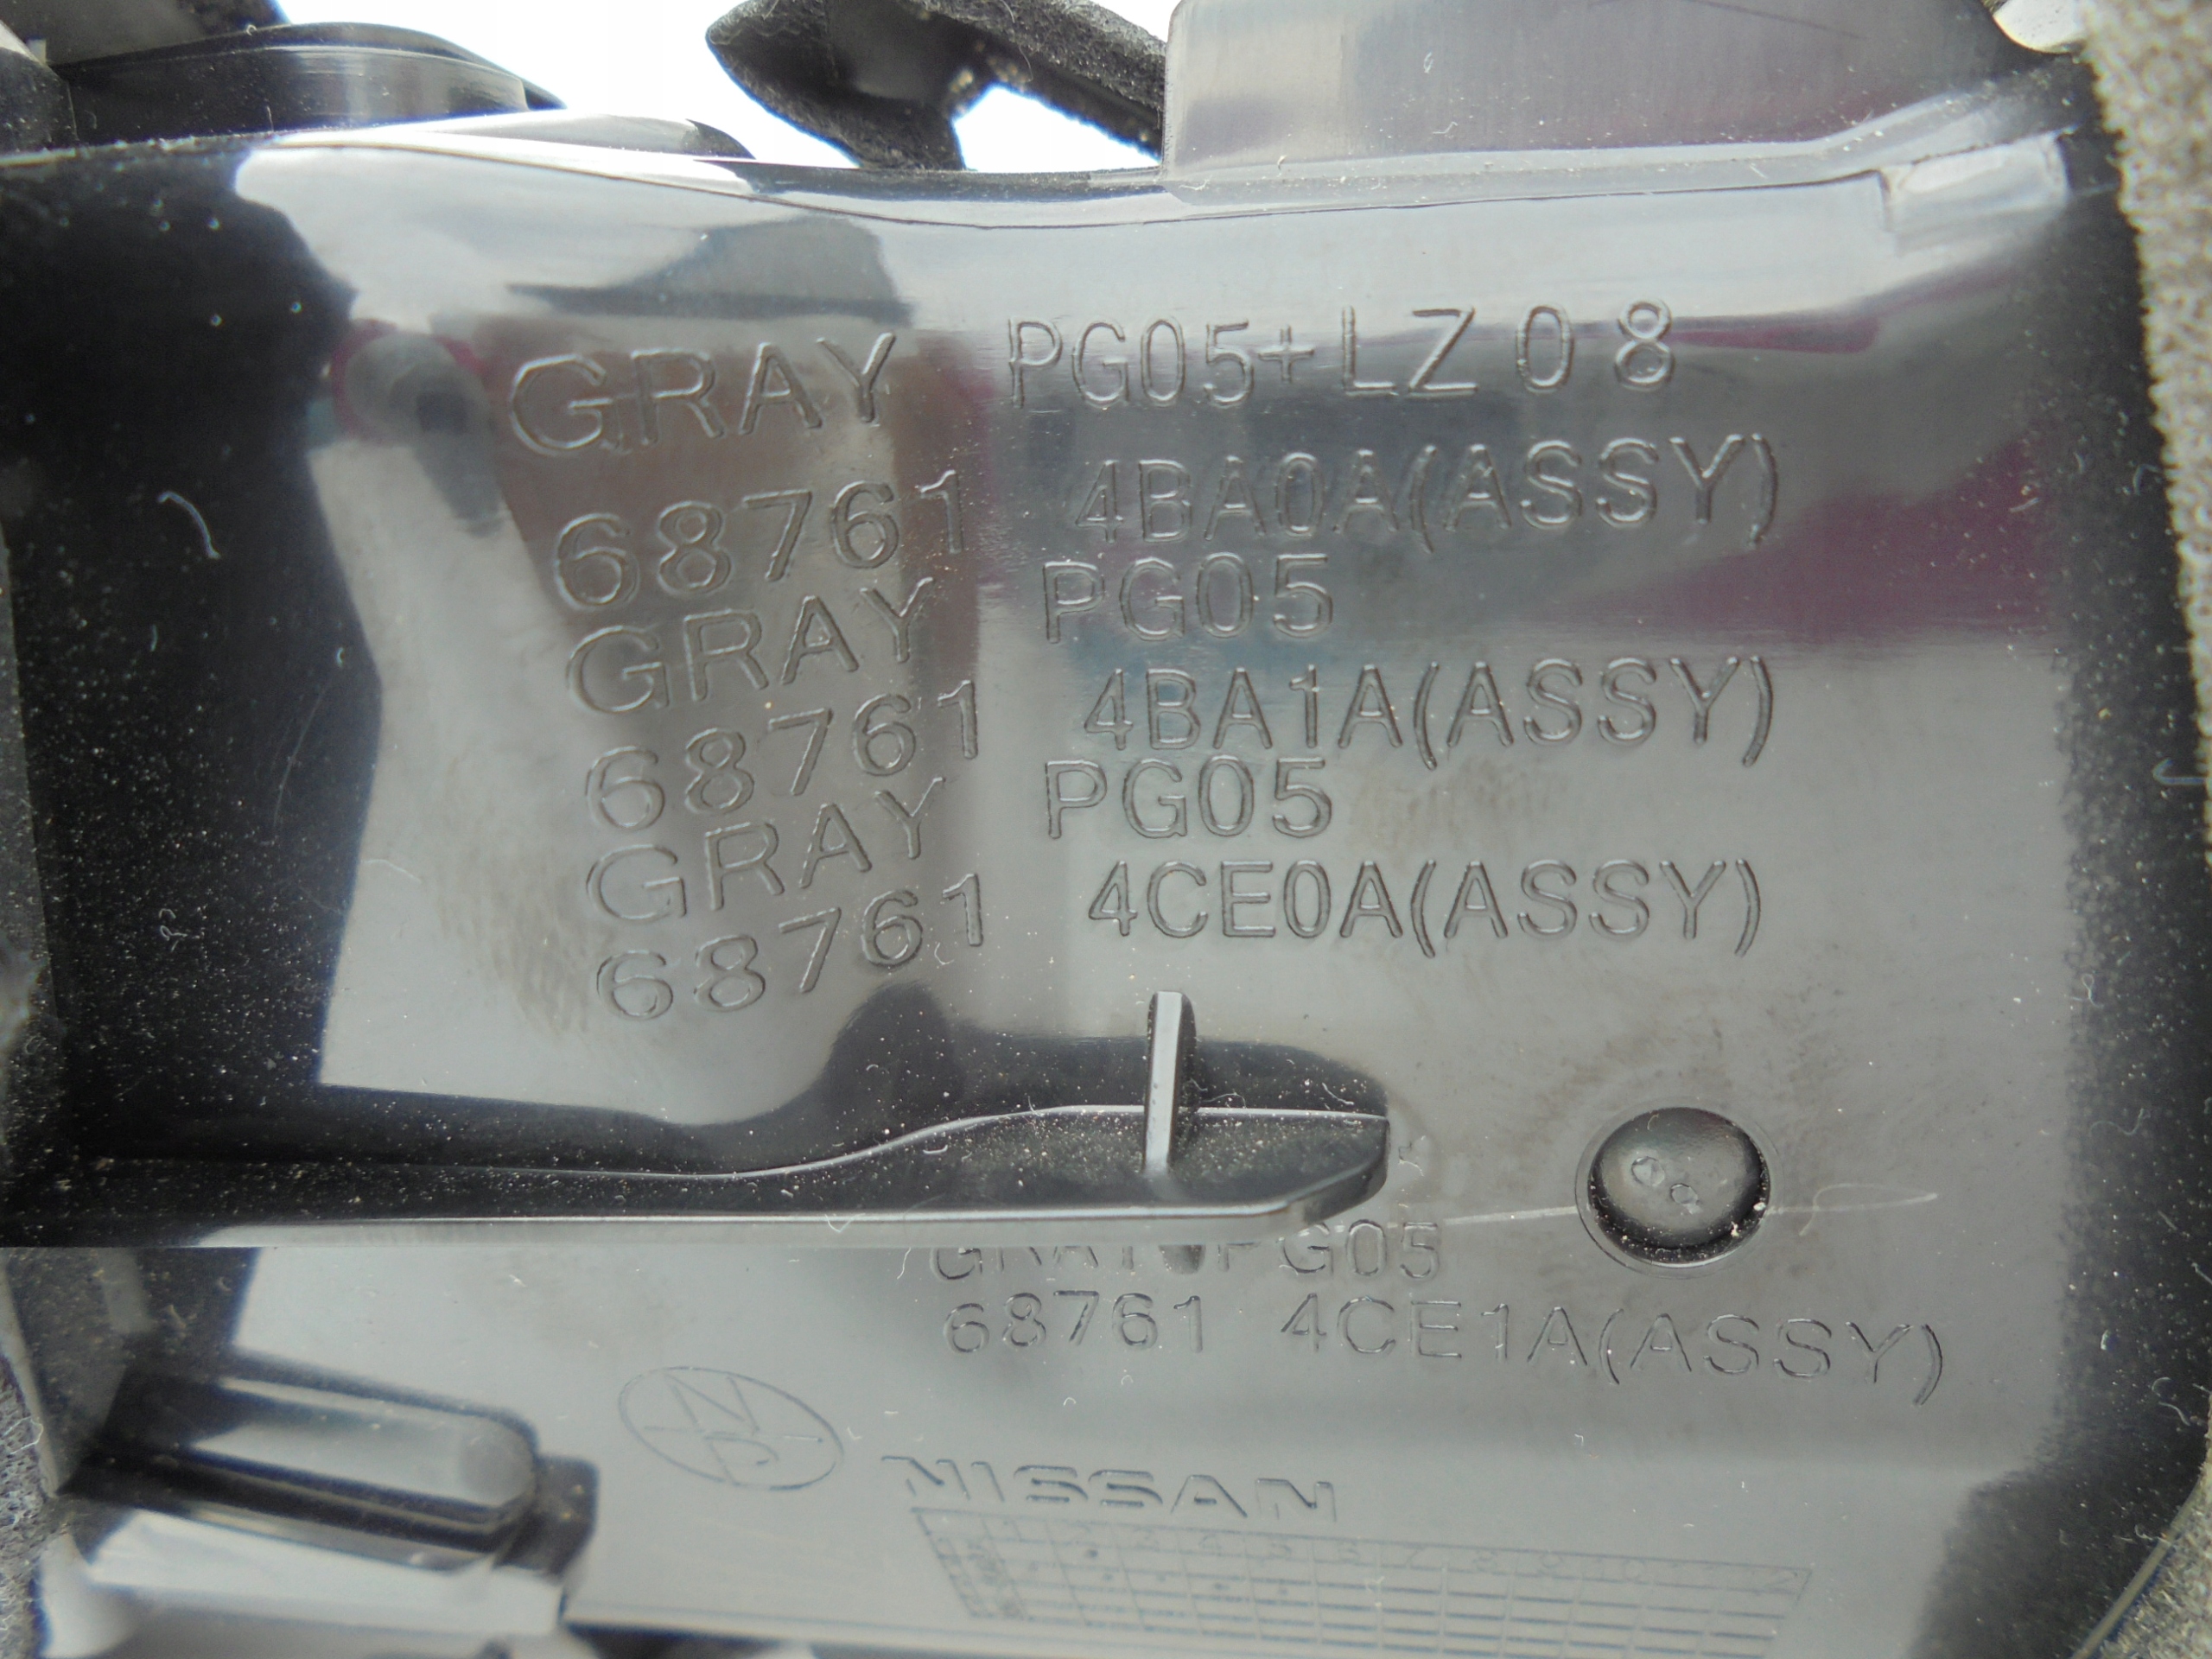 GRAY PG05+LZ08
68761 4BA0A(ASSY)
GRAY PG05
68761 4BA1A(ASSY)
GRAY PG05
68761 4CE0A(ASSY)
GRAY PG05
68761 4CE1A(ASSY)
N
P
NISSAN